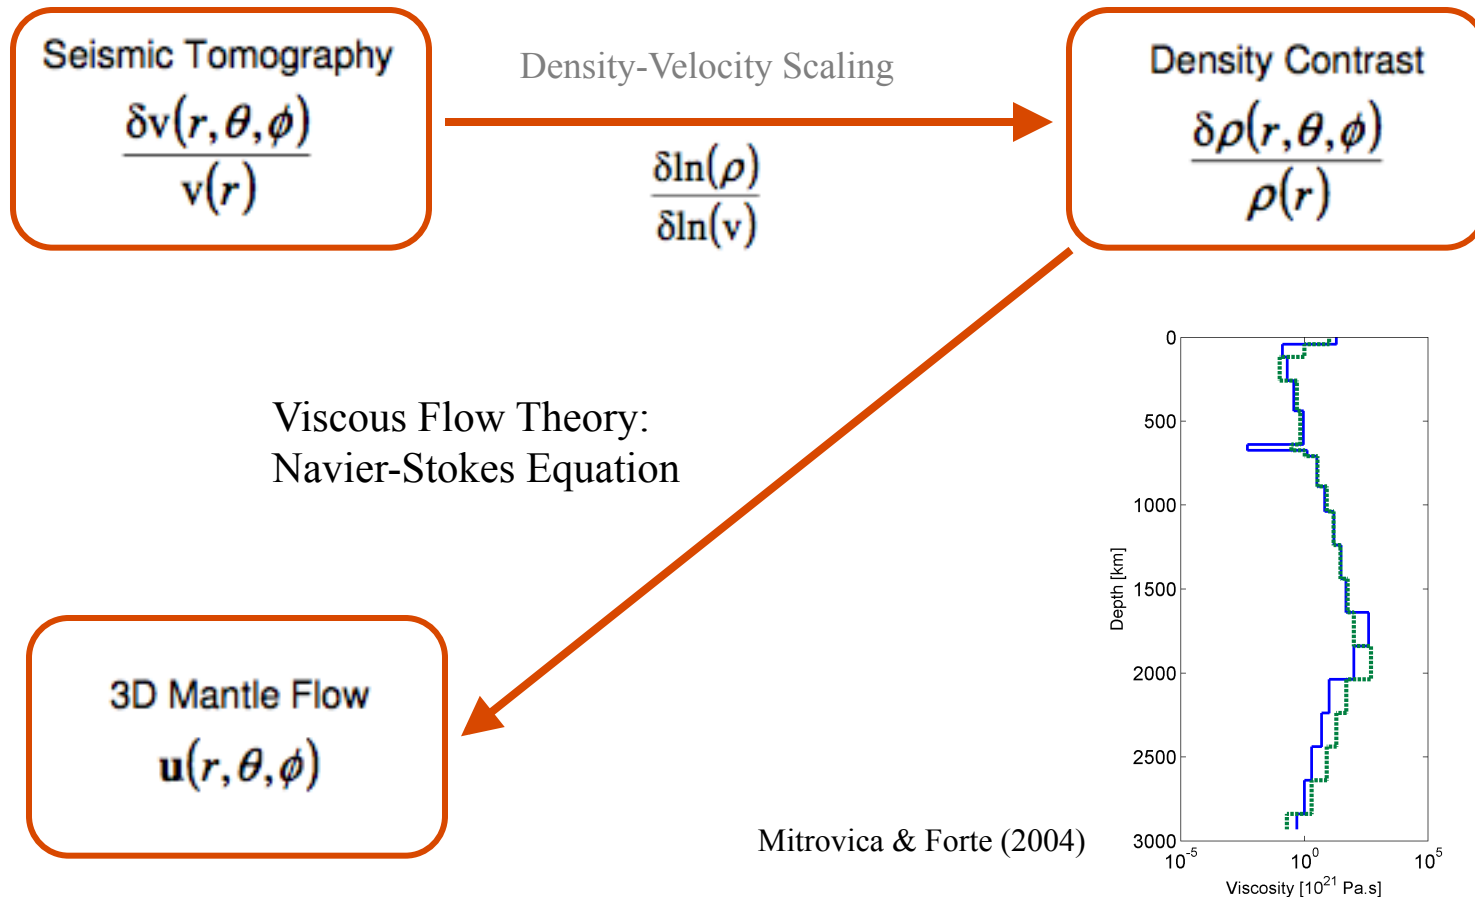 Seismic Tomography
δv(r,θ,ϕ)
v(r)
Density-Velocity Scaling
δln(ρ)
δln(v)
Density Contrast
δρ(r,θ,ϕ)
ρ(r)
Viscous Flow Theory:
Navier-Stokes Equation
3D Mantle Flow
u(r,θ,ϕ)
Mitrovica & Forte (2004)
0
500
1000
1500
2000
2500
3000
Depth [km]
10⁻⁵
10⁰
10⁵
Viscosity [10²¹ Pa.s]